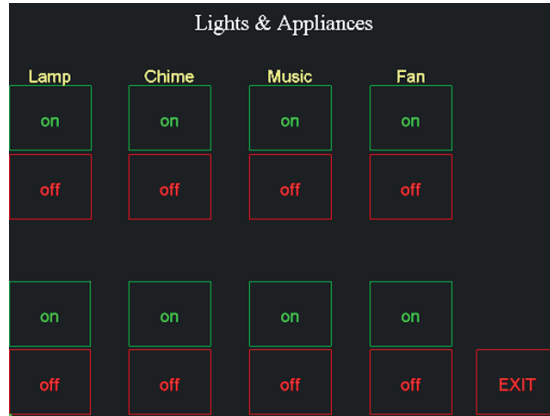 Lights & Appliances
Lamp Chime Music Fan
on on on on
off off off off
on on on on
off off off off EXIT